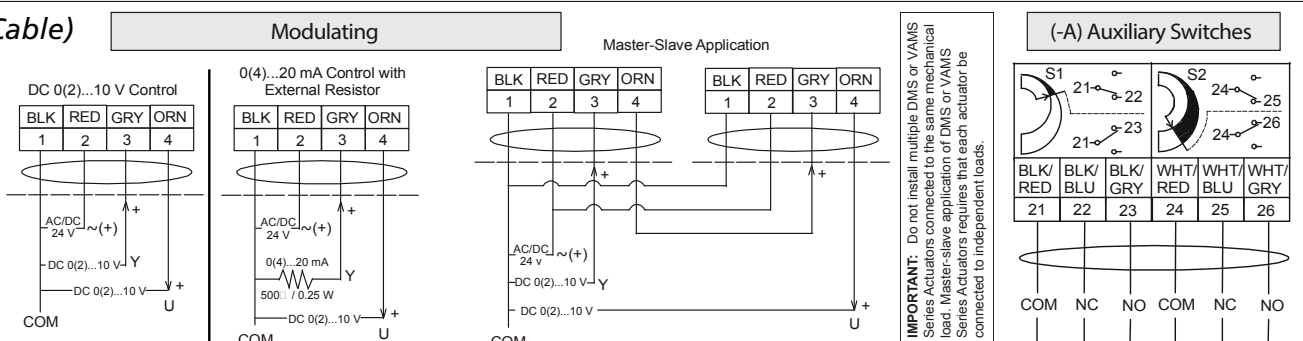 Cable)
Modulating
DC 0(2)...10 V Control
BLK RED GRY ORN
1 2 3 4
AC/DC
24 V ~(+)
+
DC 0(2)...10 V Y
DC 0(2)...10 V +
U
COM
0(4)...20 mA Control with
External Resistor
BLK RED GRY ORN
1 2 3 4
AC/DC
24 V ~(+)
+
0(4)...20 mA
Y
500□ / 0.25 W
DC 0(2)...10 V +
U
COM
Master-Slave Application
BLK RED GRY ORN
1 2 3 4
BLK RED GRY ORN
1 2 3 4
+
+
AC/DC
24 v ~(+)
DC 0(2)...10 V Y
DC 0(2)...10 V +
U
COM
IMPORTANT: Do not install multiple DMS or VAMS
Series Actuators connected to the same mechanical
load. Master-slave application of DMS or VAMS
Series Actuators requires that each actuator be
connected to independent loads.
(-A) Auxiliary Switches
S1
21 22
21 23
S2
24 25
24 26
BLK/ BLK/ BLK/ WHT/ WHT/ WHT/
RED BLU GRY RED BLU GRY
21 22 23 24 25 26
COM NC NO COM NC NO